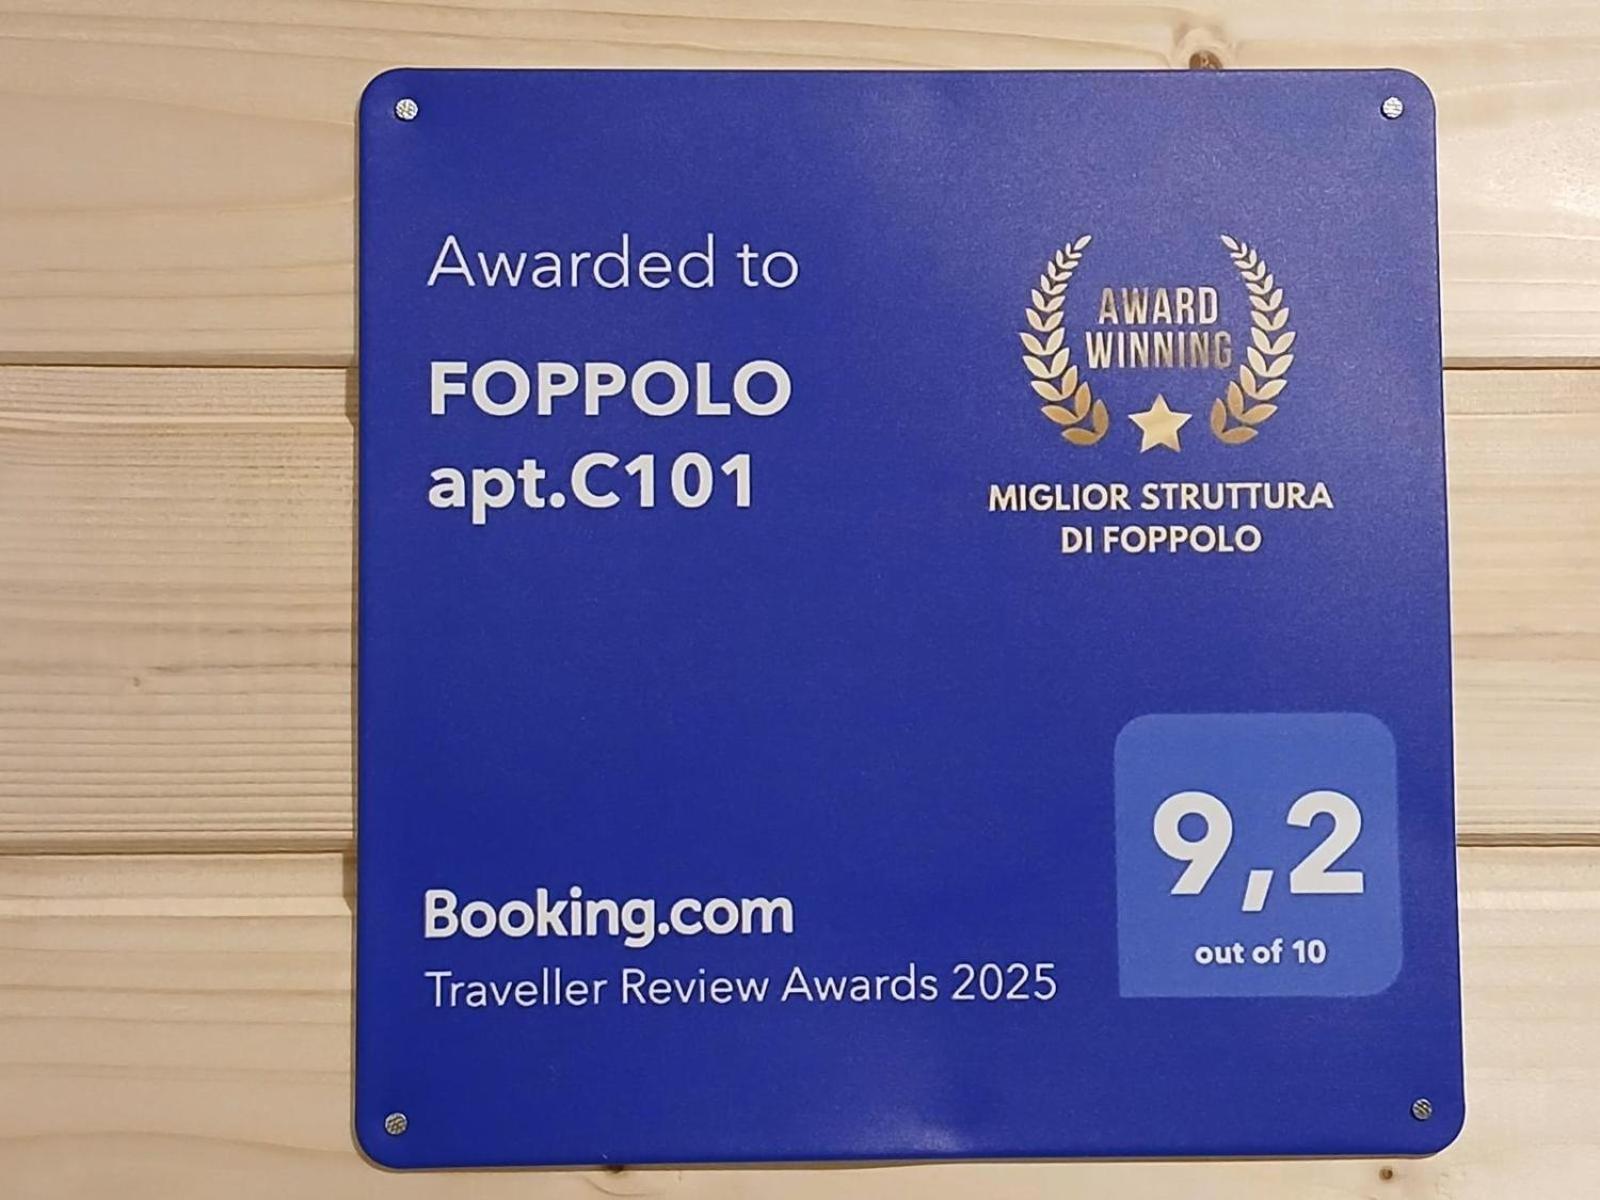 Awarded to
FOPPOLO
apt.C101
AWARD
WINNING
MIGLIOR STRUTTURA
DI FOPPOLO
9,2
out of 10
Booking.com
Traveller Review Awards 2025